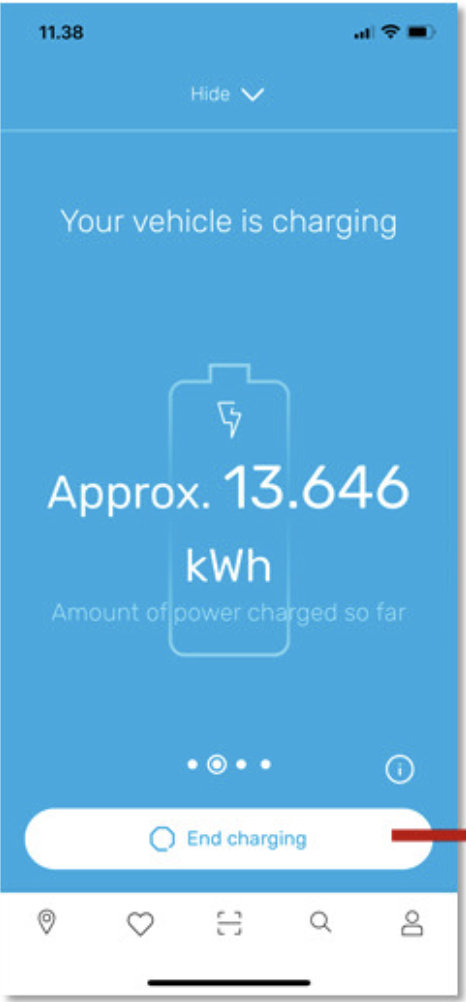 11.38
Hide
Your vehicle is charging
Approx. 13.646
kWh
Amount of power charged so far
End charging